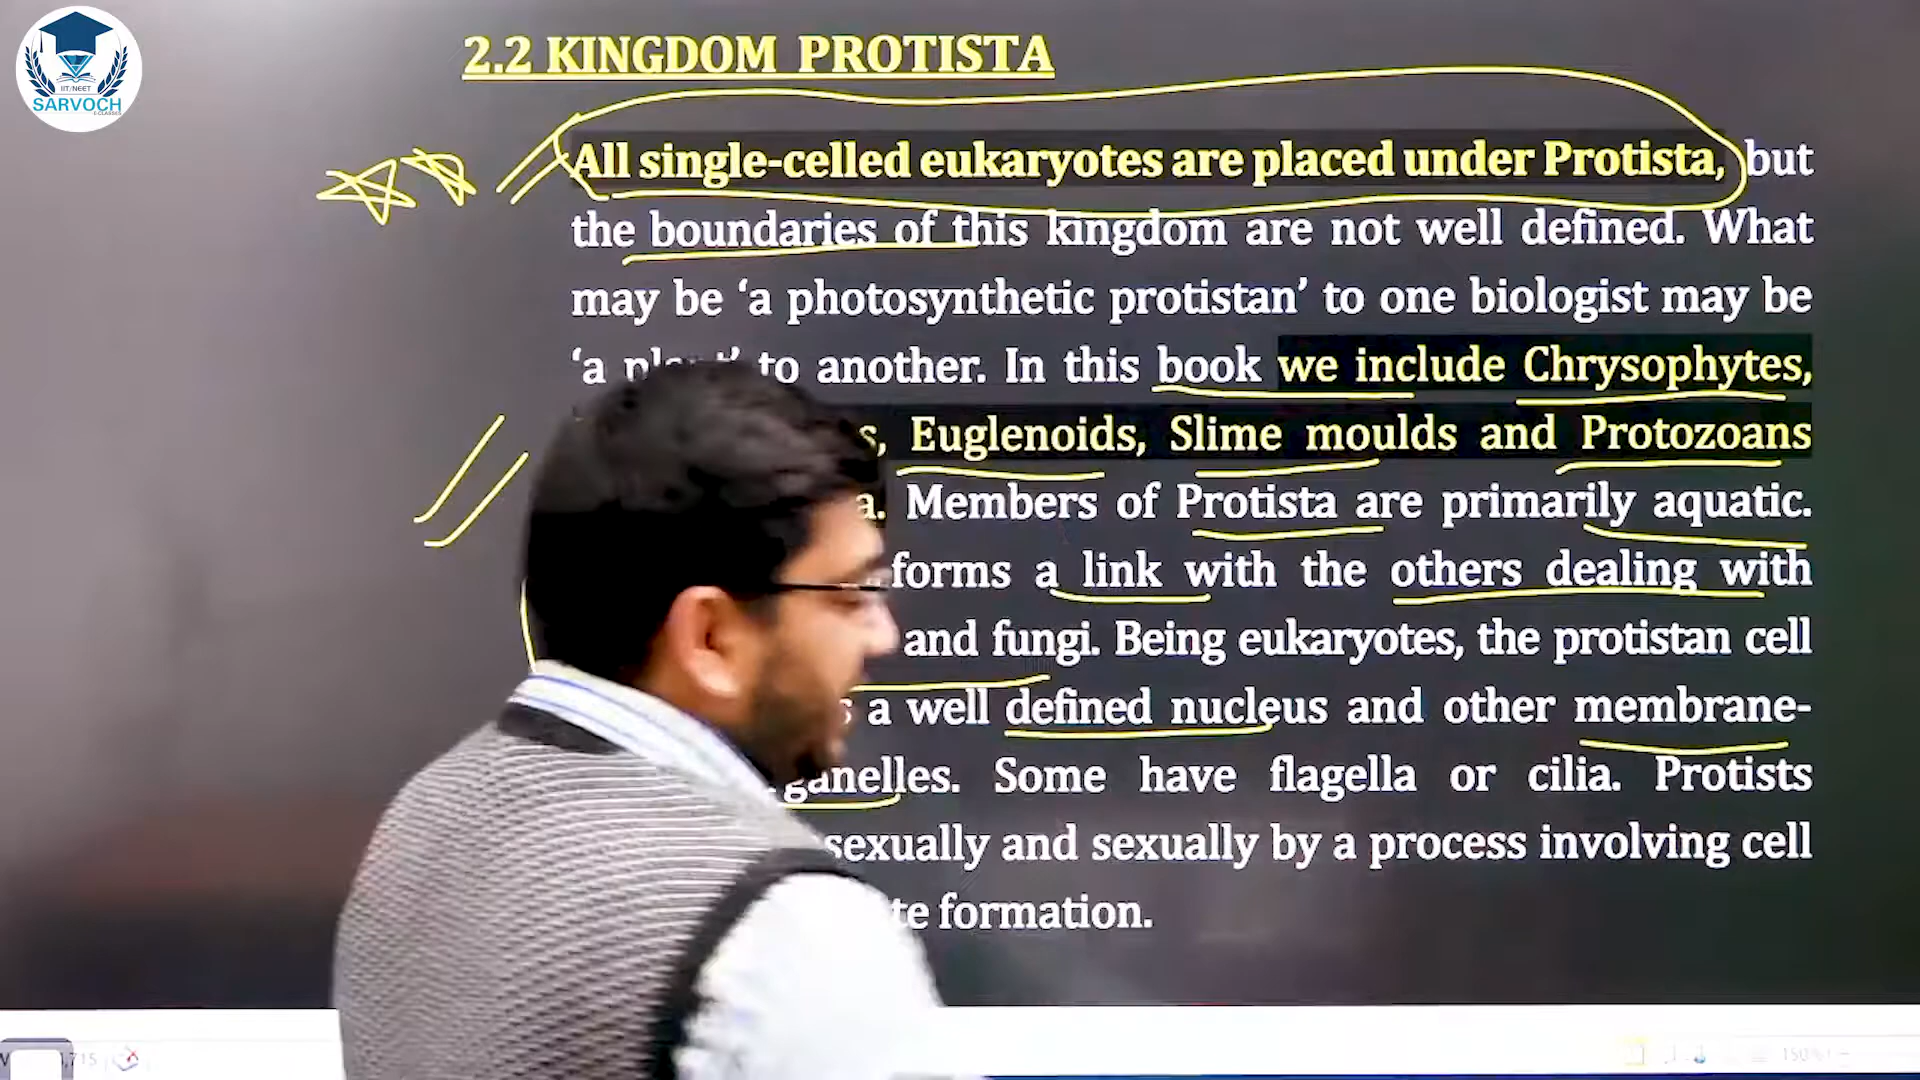 IIT/NEET
SARVOCH
E-CLASSES
2.2 KINGDOM PROTISTA
All single-celled eukaryotes are placed under Protista, but
the boundaries of this kingdom are not well defined. What
may be ‘a photosynthetic protistan’ to one biologist may be
‘a to another. In this book we include Chrysophytes,
Euglenoids, Slime moulds and Protozoans
Members of Protista are primarily aquatic.
forms a link with the others dealing with
and fungi. Being eukaryotes, the protistan cell
a well defined nucleus and other membrane-
Some have flagella or cilia. Protists
and sexually by a process involving cell
formation.
150%